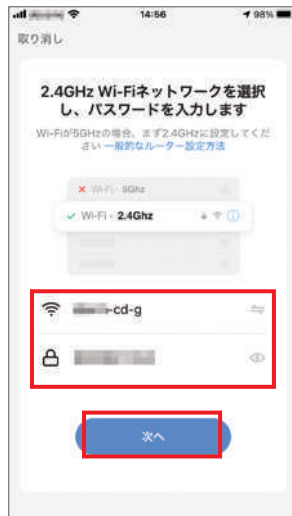 14:56
98%
取り消し
2.4GHz Wi-Fiネットワークを選択
し、パスワードを入力します
Wi-Fiが5GHzの場合、まず2.4GHzに設定してくだ
さい 一般的なルーター設定方法
Wi-Fi - 5Ghz
Wi-Fi - 2.4Ghz
-cd-g
次へ